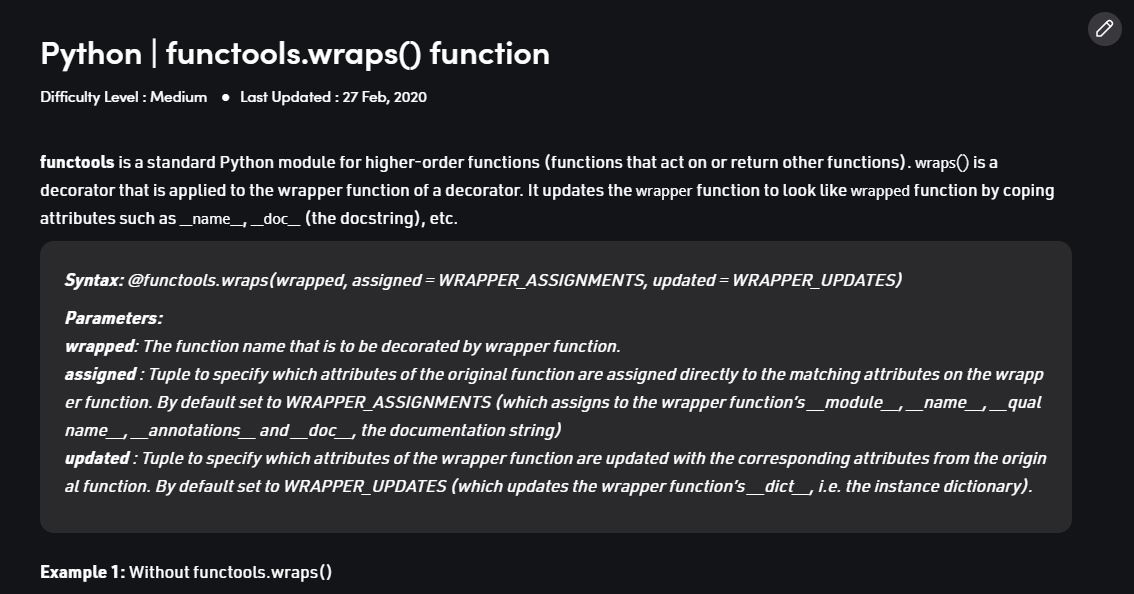 Python | functools.wraps() function
Difficulty Level : Medium ● Last Updated : 27 Feb, 2020
functools is a standard Python module for higher-order functions (functions that act on or return other functions). wraps() is a
decorator that is applied to the wrapper function of a decorator. It updates the wrapper function to look like wrapped function by coping
attributes such as __name__, __doc__ (the docstring), etc.
Syntax: @functools.wraps(wrapped, assigned = WRAPPER_ASSIGNMENTS, updated = WRAPPER_UPDATES)
Parameters:
wrapped: The function name that is to be decorated by wrapper function.
assigned : Tuple to specify which attributes of the original function are assigned directly to the matching attributes on the wrapp
er function. By default set to WRAPPER_ASSIGNMENTS (which assigns to the wrapper function's __module__, __name__, __qual
name__, __annotations__ and __doc__, the documentation string)
updated : Tuple to specify which attributes of the wrapper function are updated with the corresponding attributes from the origin
al function. By default set to WRAPPER_UPDATES (which updates the wrapper function's __dict__, i.e. the instance dictionary).
Example 1: Without functools.wraps()